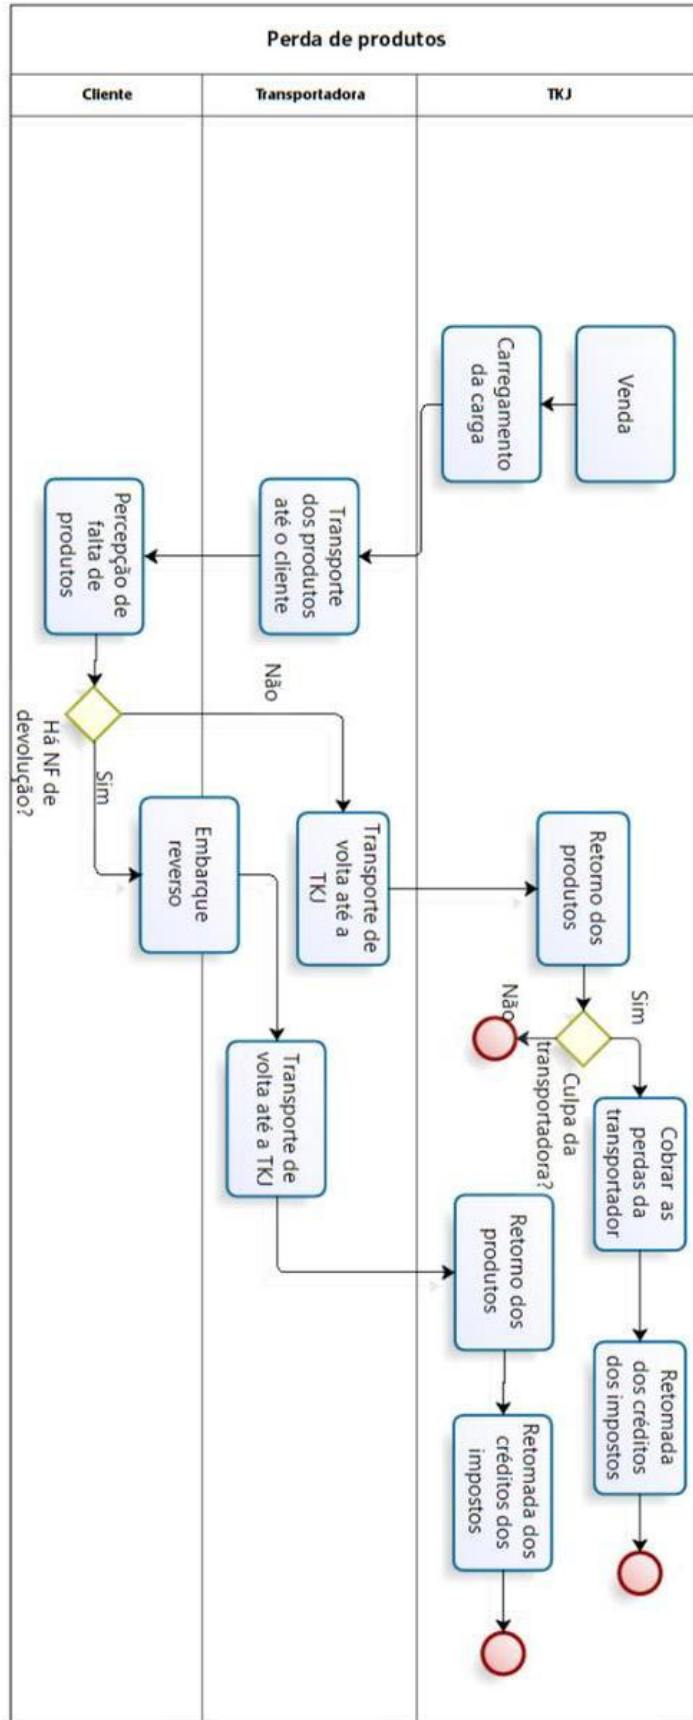 Perda de produtos
Cliente
Transportadora
TKJ
Venda
Carregamento
da carga
Transporte
dos produtos
até o cliente
Percepção de
falta de
produtos
Há NF de
devolução?
Não
Sim
Transporte de
volta até a
TKJ
Embarque
reverso
Retorno dos
produtos
Culpa da
transportadora?
Sim
Não
Cobrar as
perdas da
transportador
Retomada
dos créditos
dos impostos
Transporte de
volta até a TKJ
Retorno dos
produtos
Retomada dos
créditos dos
impostos